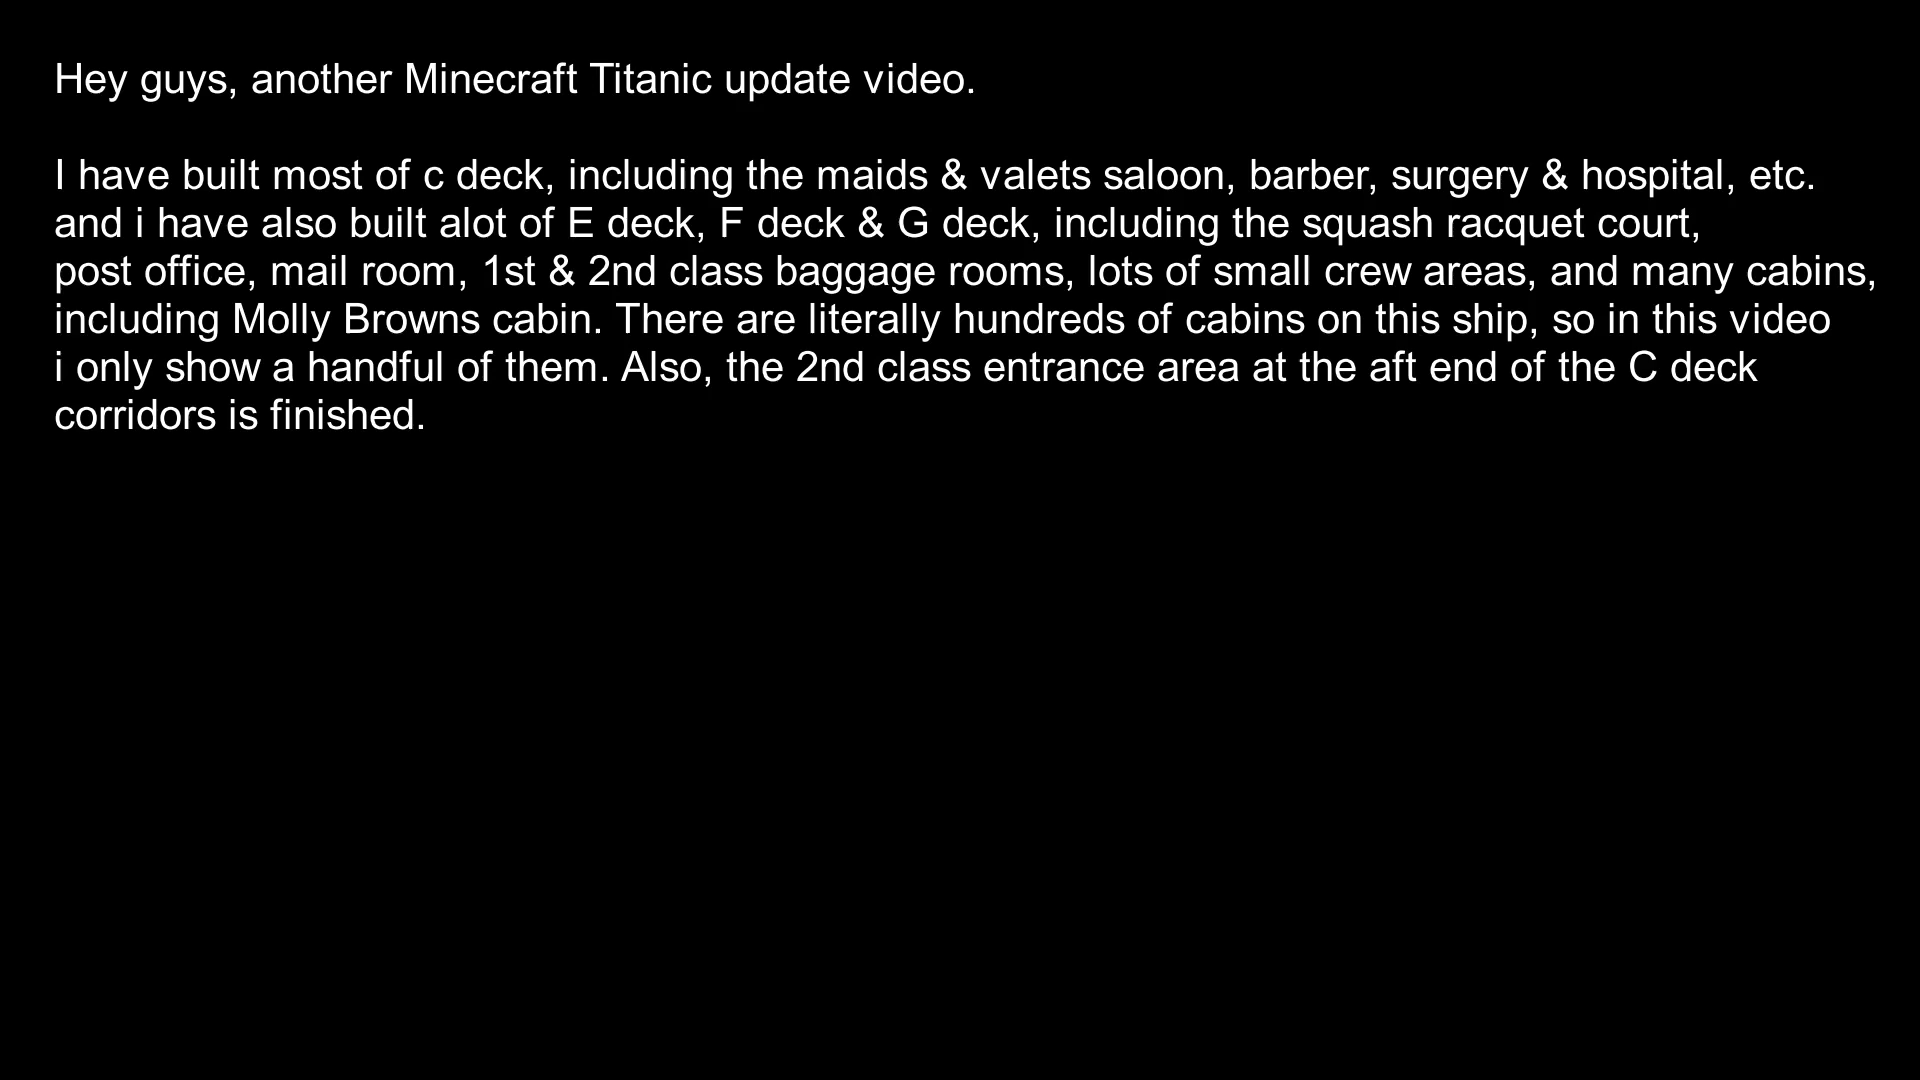 Hey guys, another Minecraft Titanic update video.
I have built most of c deck, including the maids & valets saloon, barber, surgery & hospital, etc.
and i have also built alot of E deck, F deck & G deck, including the squash racquet court,
post office, mail room, 1st & 2nd class baggage rooms, lots of small crew areas, and many cabins,
including Molly Browns cabin. There are literally hundreds of cabins on this ship, so in this video
i only show a handful of them. Also, the 2nd class entrance area at the aft end of the C deck
corridors is finished.